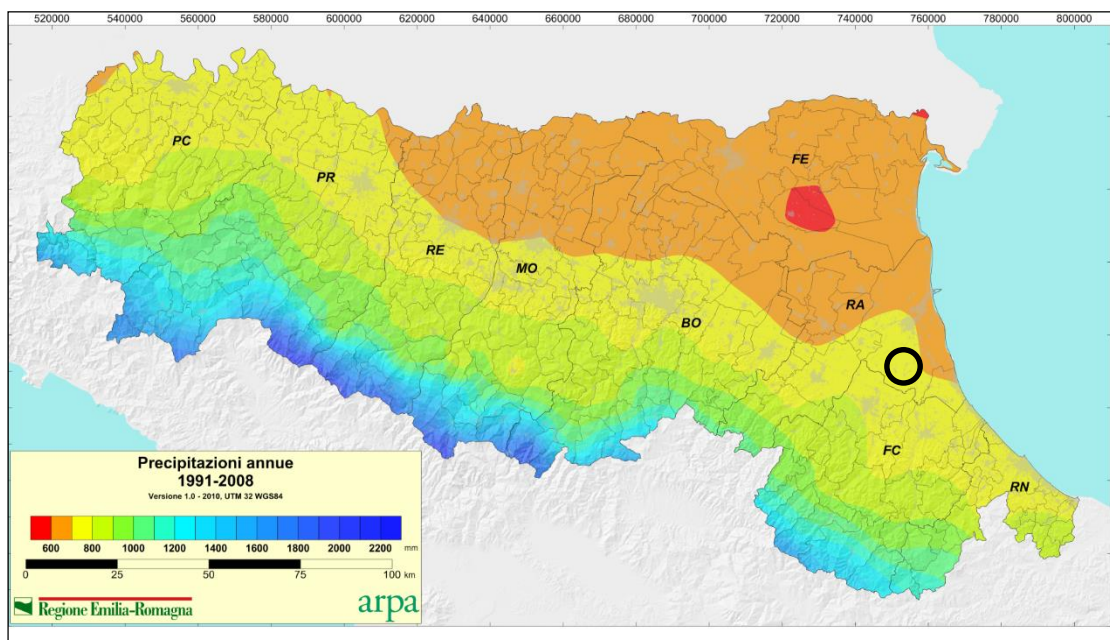 520000 540000 560000 580000 600000 620000 640000 660000 680000 700000 720000 740000 760000 780000 800000
PC
FE
PR
RE
MO
RA
BO
FC
RN
Precipitazioni annue
1991-2008
Versione 1.0 - 2010, UTM 32 WGS84
600 800 1000 1200 1400 1600 1800 2000 2200 mm
0 25 50 75 100 km
Regione Emilia-Romagna
arpa